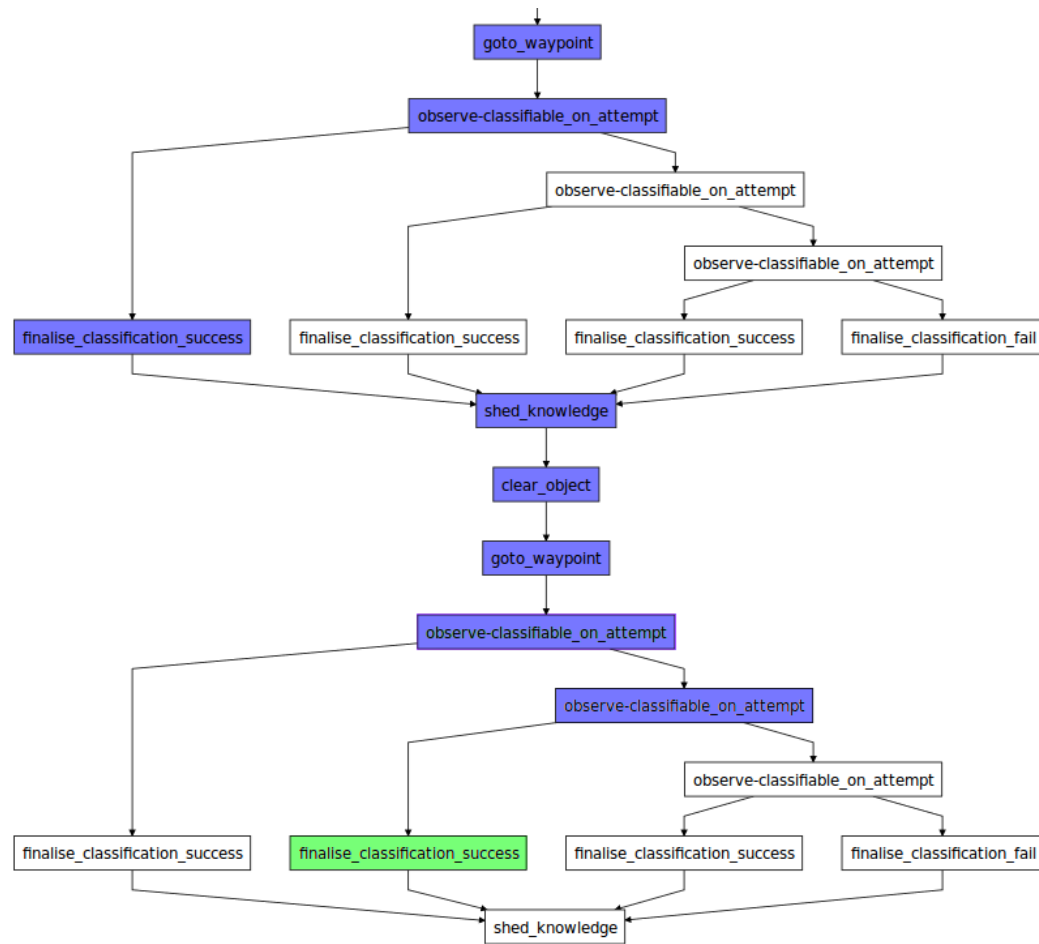 goto_waypoint
observe-classifiable_on_attempt
observe-classifiable_on_attempt
observe-classifiable_on_attempt
finalise_classification_success
finalise_classification_success
finalise_classification_success
finalise_classification_fail
shed_knowledge
clear_object
goto_waypoint
observe-classifiable_on_attempt
observe-classifiable_on_attempt
observe-classifiable_on_attempt
finalise_classification_success
finalise_classification_success
finalise_classification_success
finalise_classification_fail
shed_knowledge